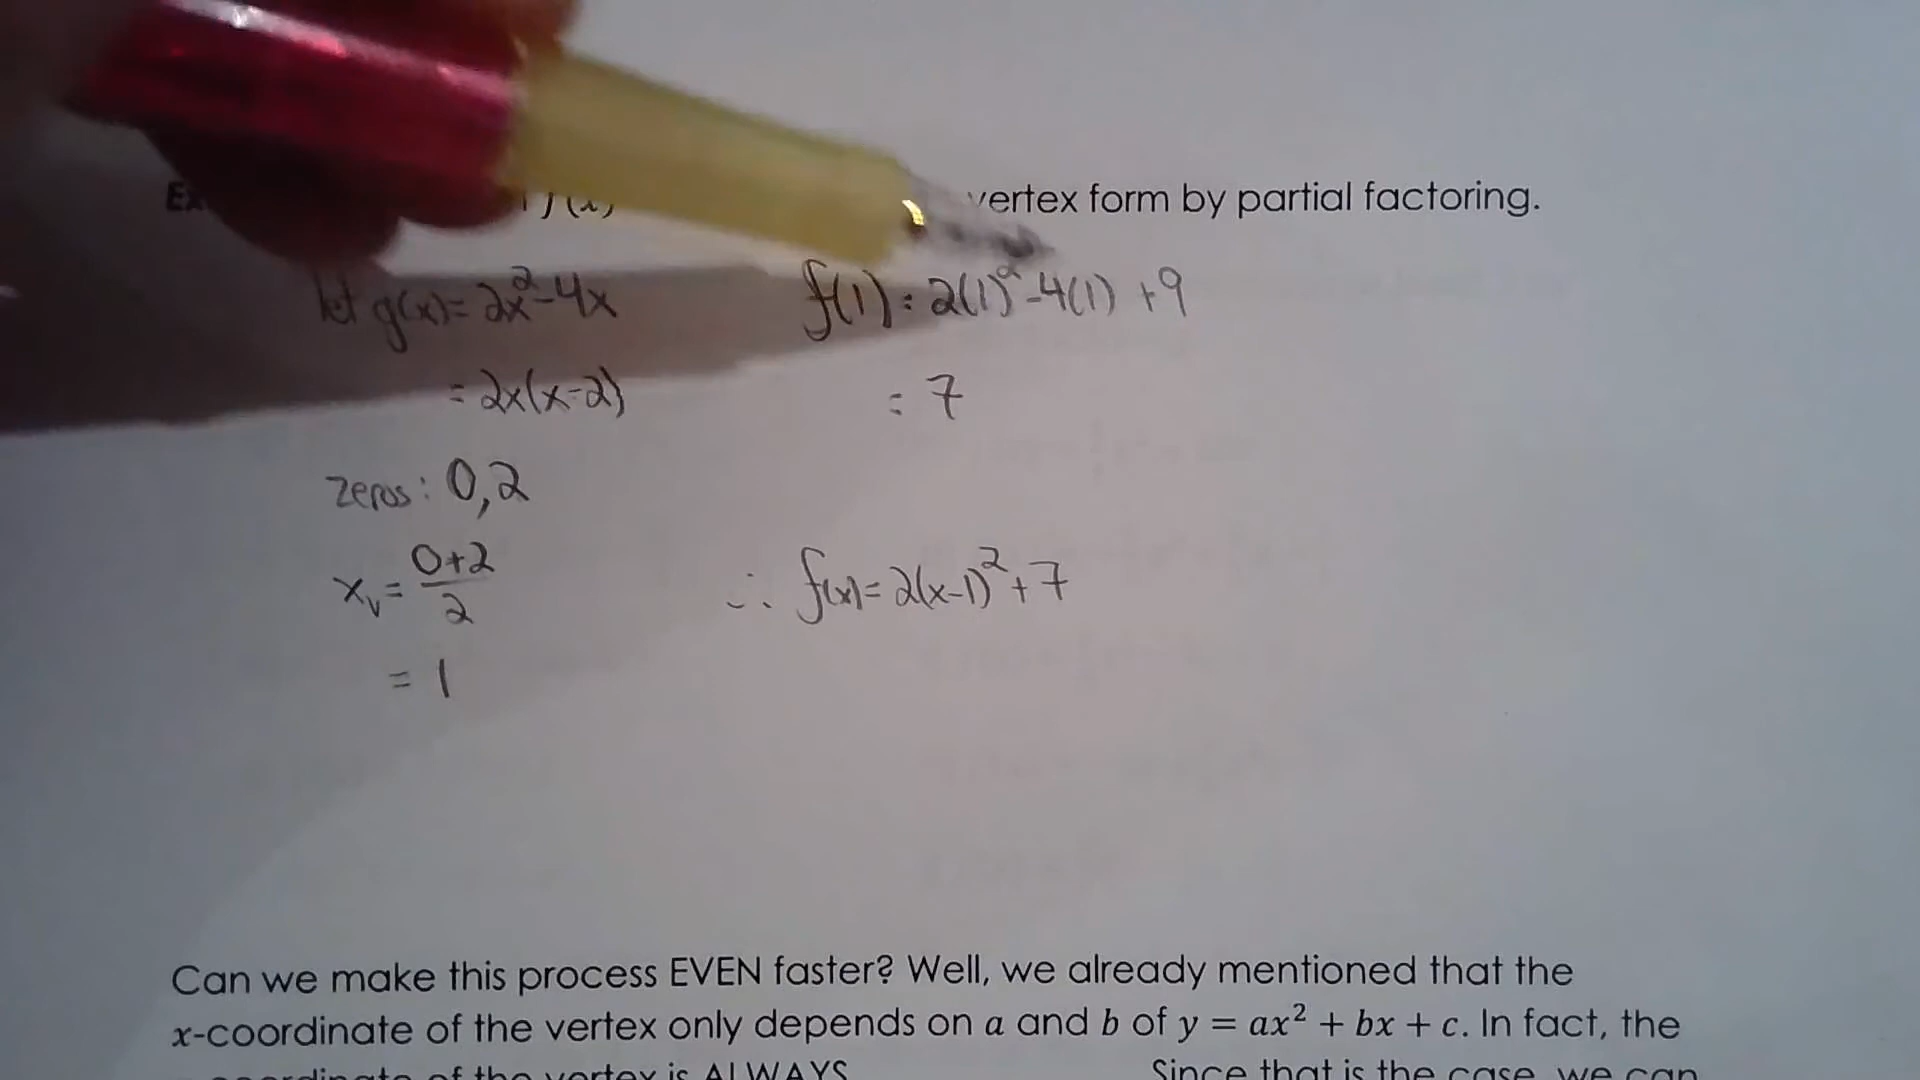 f(x) vertex form by partial factoring.
let g(x) = 2x² - 4x
= 2x(x-2)
zeros: 0,2
xᵥ = (0+2)/2
= 1
f(1) = 2(1)² - 4(1) + 9
= 7
∴ f(x) = 2(x-1)² + 7
Can we make this process EVEN faster? Well, we already mentioned that the
x-coordinate of the vertex only depends on a and b of y = ax² + bx + c. In fact, the
of the vertex is ALWAYS Since that is the case, we can